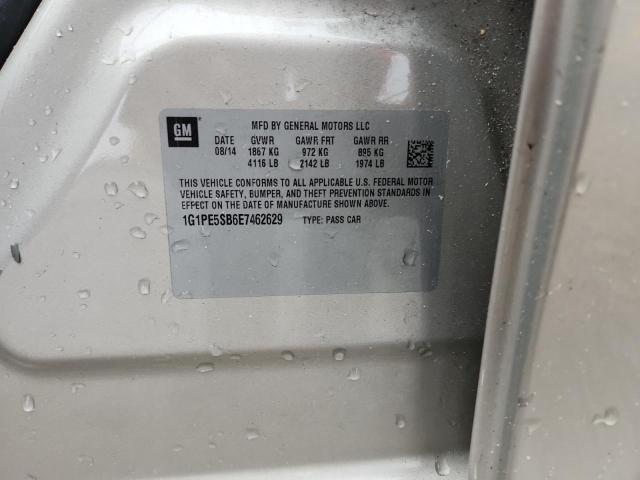 GM
MFD BY GENERAL MOTORS LLC
DATE GVWR GAWR FRT GAWR RR
08/14 1867 KG 972 KG 895 KG
4116 LB 2142 LB 1974 LB
THIS VEHICLE CONFORMS TO ALL APPLICABLE U.S. FEDERAL MOTOR
VEHICLE SAFETY, BUMPER, AND THEFT PREVENTION STANDARDS IN
EFFECT ON THE DATE OF MANUFACTURE SHOWN ABOVE.
1G1PE5SB6E7462629 TYPE: PASS CAR